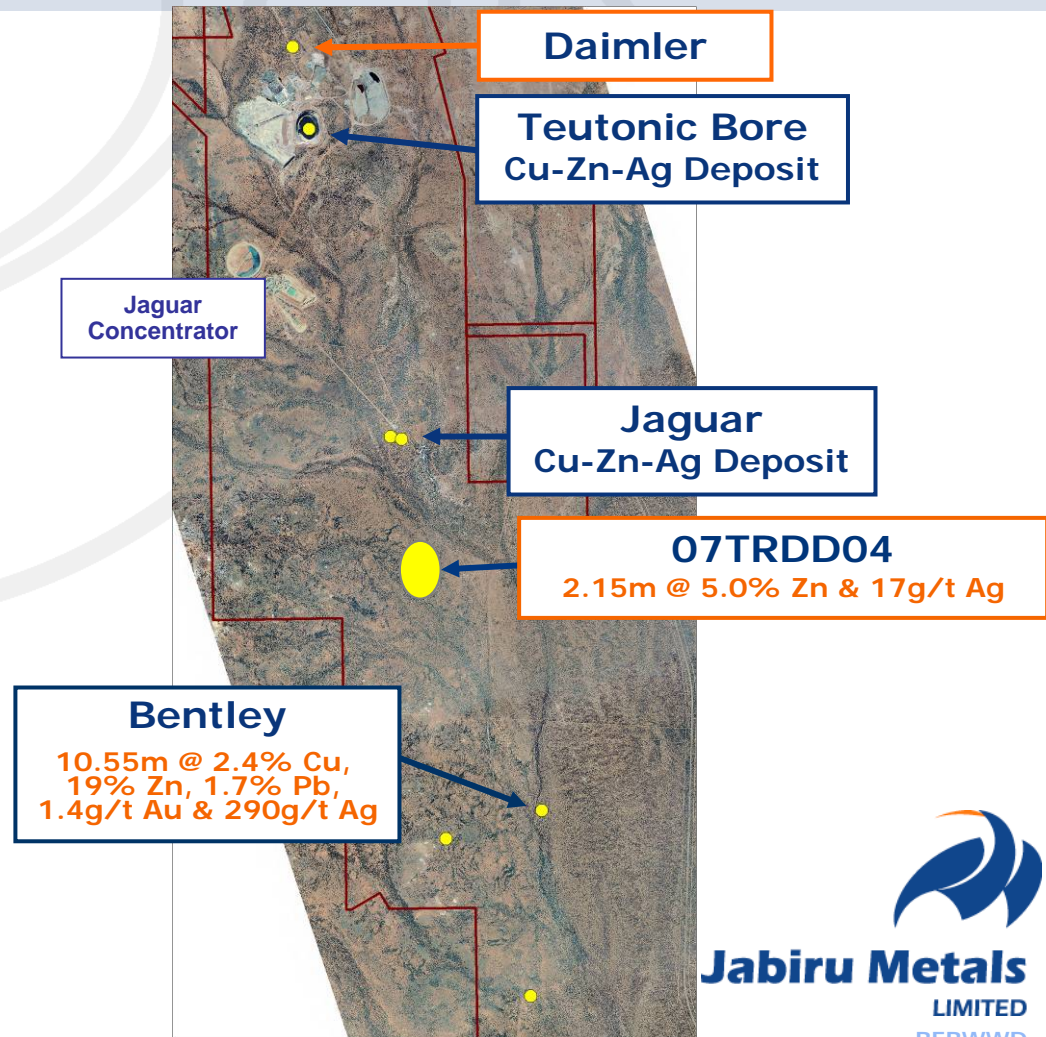 Daimler
Teutonic Bore
Cu-Zn-Ag Deposit
Jaguar
Concentrator
Jaguar
Cu-Zn-Ag Deposit
07TRDD04
2.15m @ 5.0% Zn & 17g/t Ag
Bentley
10.55m @ 2.4% Cu,
19% Zn, 1.7% Pb,
1.4g/t Au & 290g/t Ag
Jabiru Metals
LIMITED